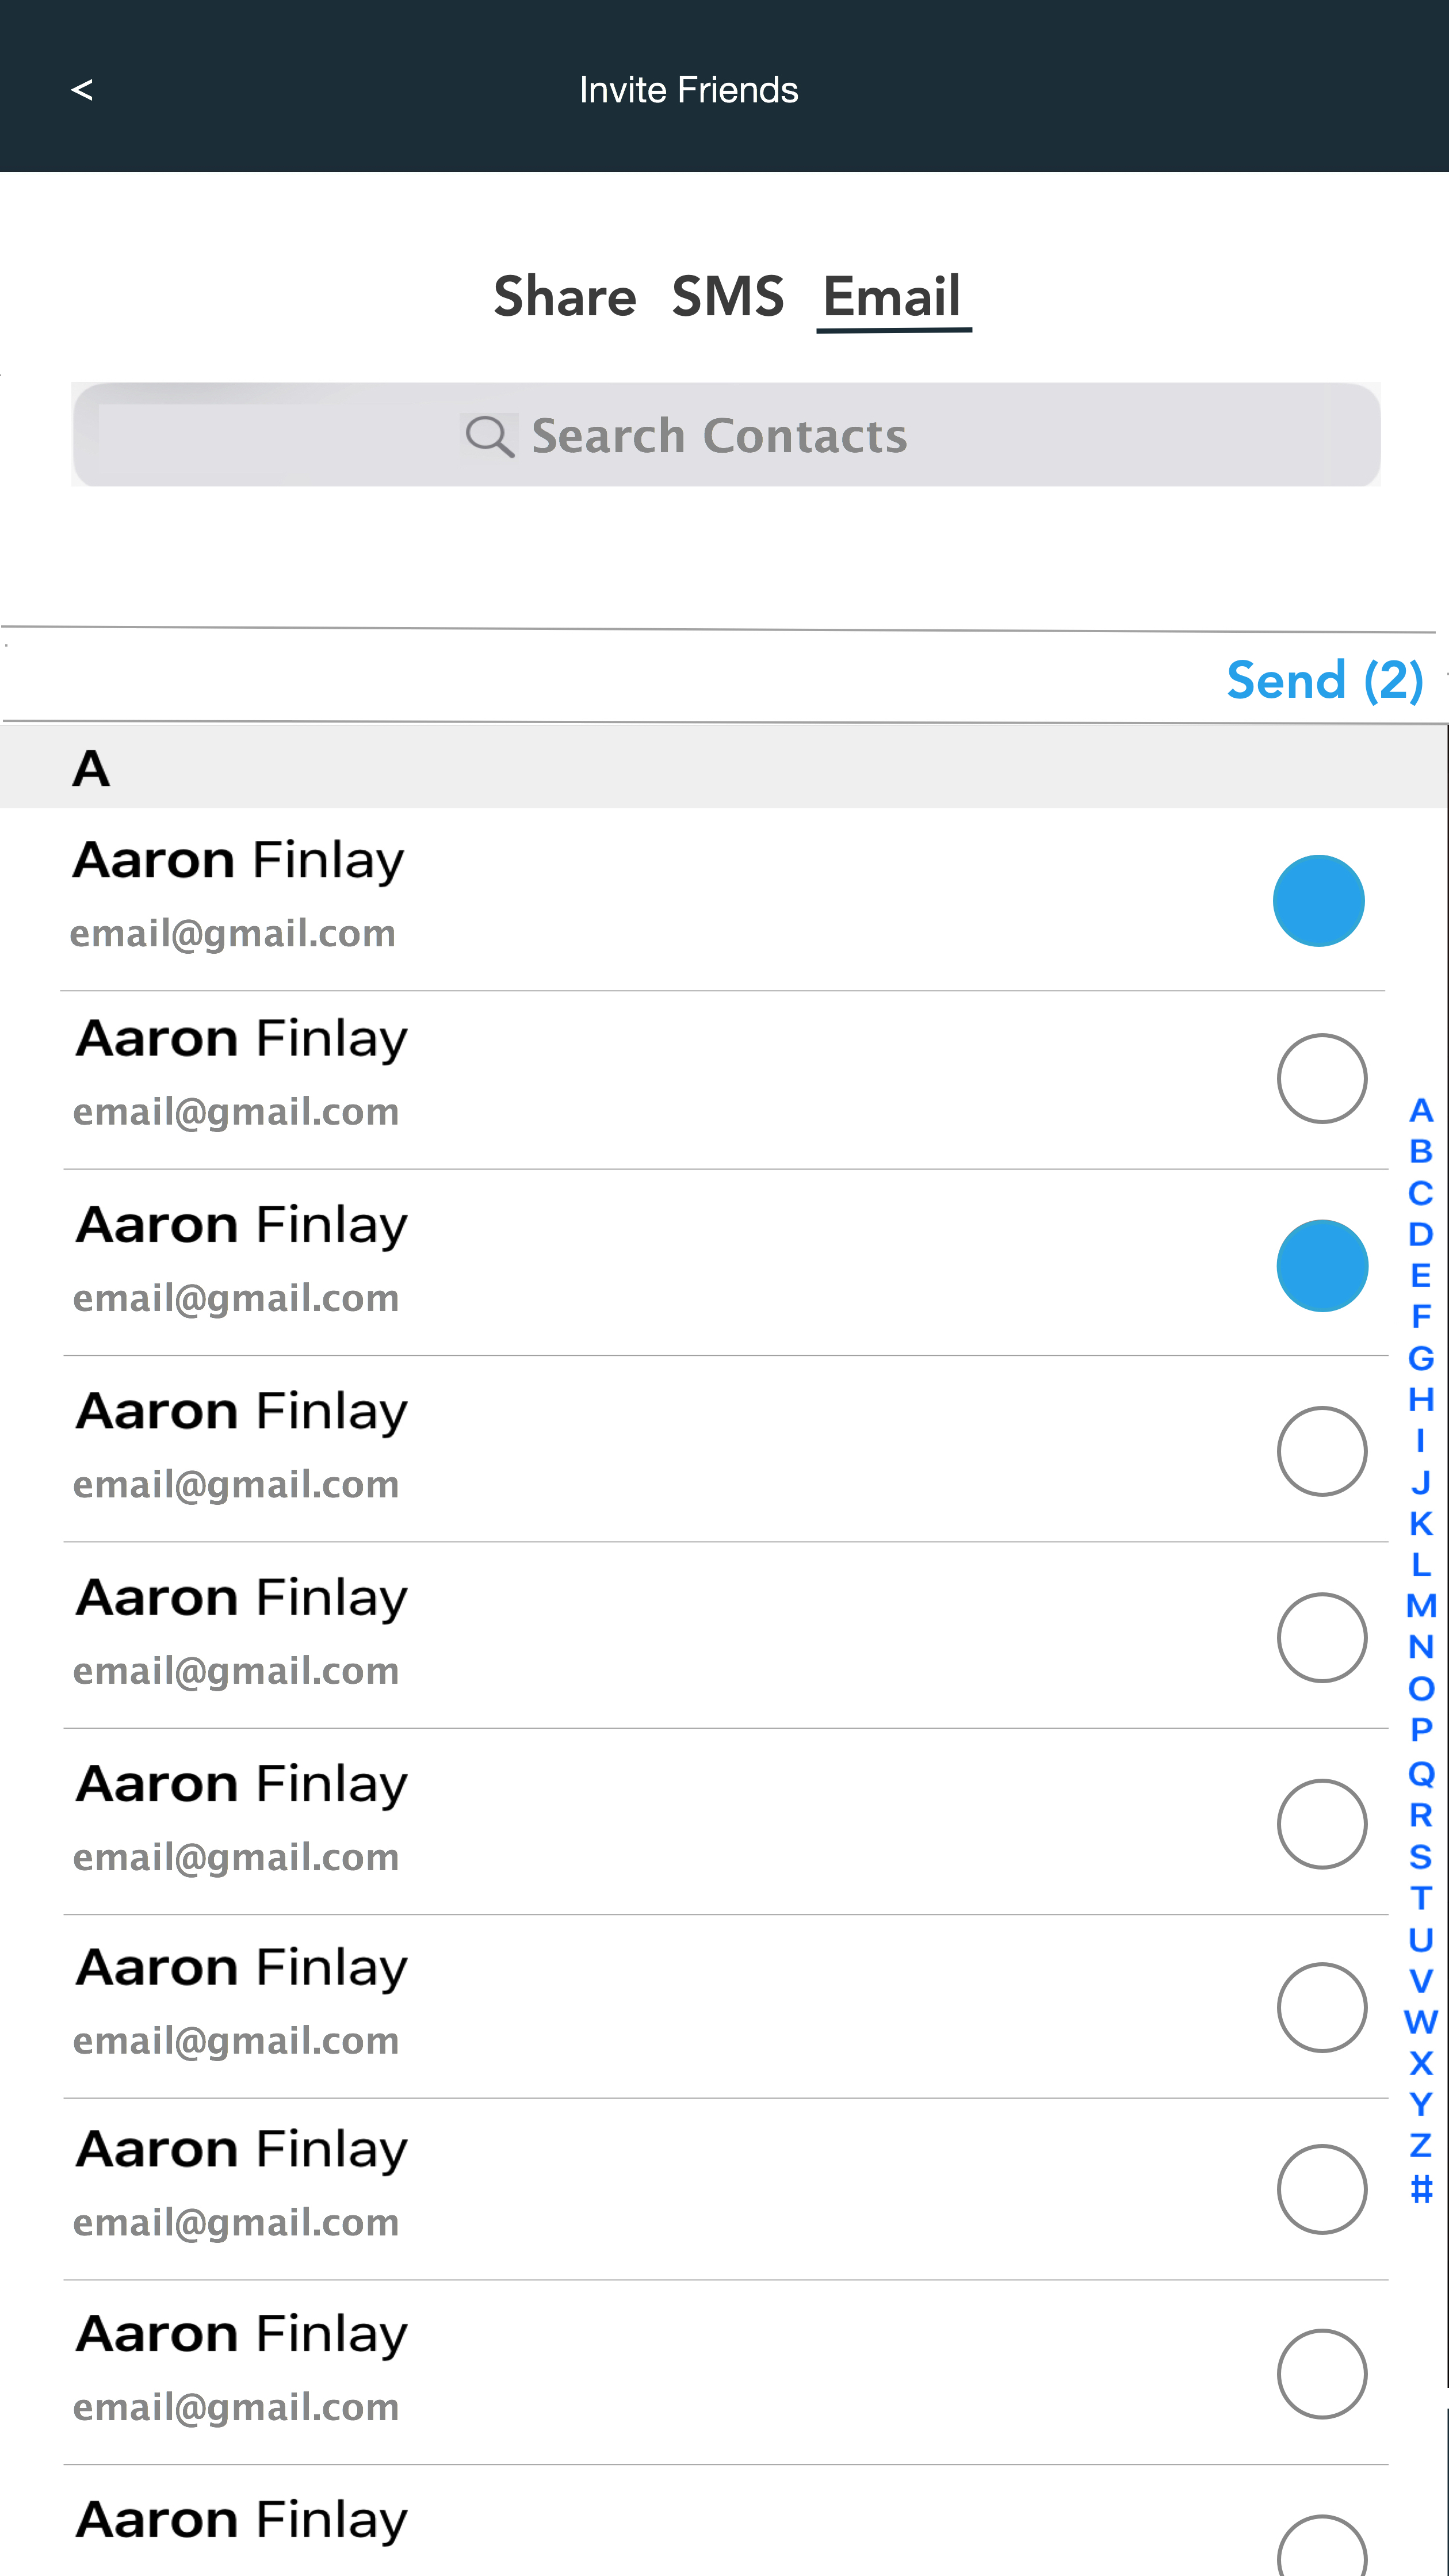 < Invite Friends
Share SMS Email
Search Contacts
Send (2)
A
Aaron Finlay
email@gmail.com
Aaron Finlay
email@gmail.com
Aaron Finlay
email@gmail.com
Aaron Finlay
email@gmail.com
Aaron Finlay
email@gmail.com
Aaron Finlay
email@gmail.com
Aaron Finlay
email@gmail.com
Aaron Finlay
email@gmail.com
Aaron Finlay
email@gmail.com
Aaron Finlay
A
B
C
D
E
F
G
H
I
J
K
L
M
N
O
P
Q
R
S
T
U
V
W
X
Y
Z
#